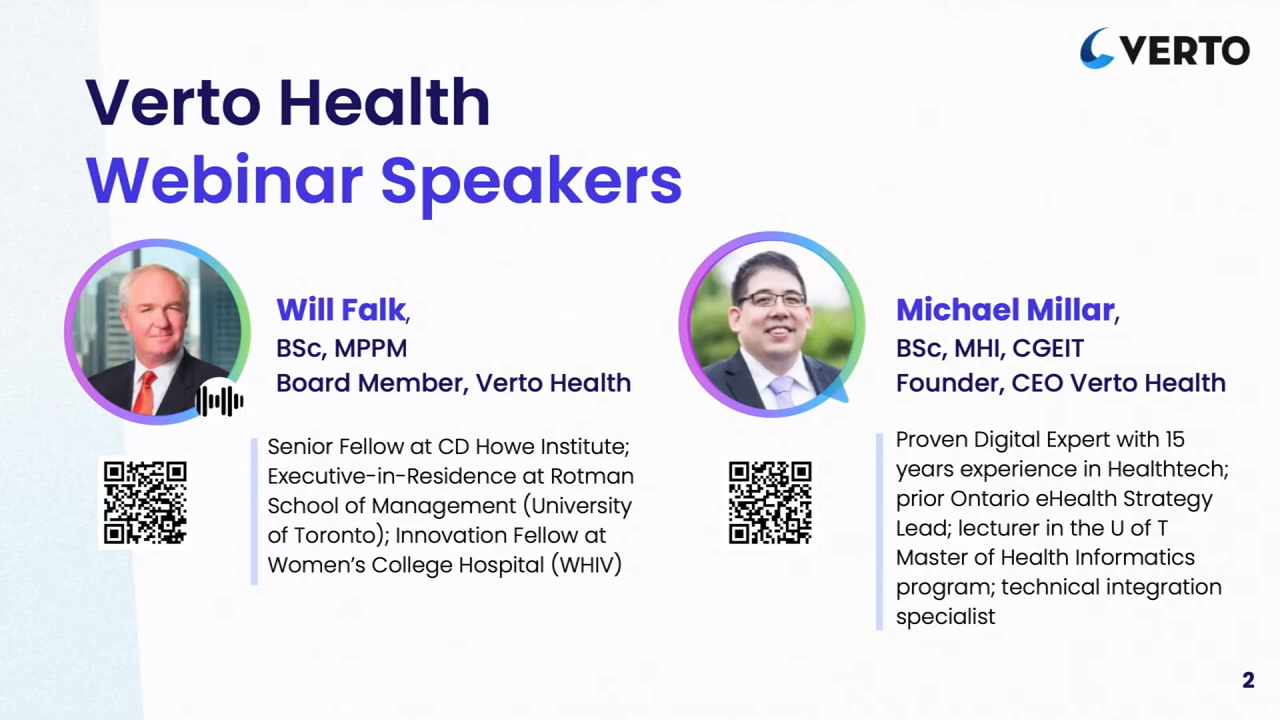 VERTO
Verto Health
Webinar Speakers
Will Falk,
BSc, MPPM
Board Member, Verto Health
Senior Fellow at CD Howe Institute;
Executive-in-Residence at Rotman
School of Management (University
of Toronto); Innovation Fellow at
Women’s College Hospital (WHIV)
Michael Millar,
BSc, MHI, CGEIT
Founder, CEO Verto Health
Proven Digital Expert with 15
years experience in Healthtech;
prior Ontario eHealth Strategy
Lead; lecturer in the U of T
Master of Health Informatics
program; technical integration
specialist
2